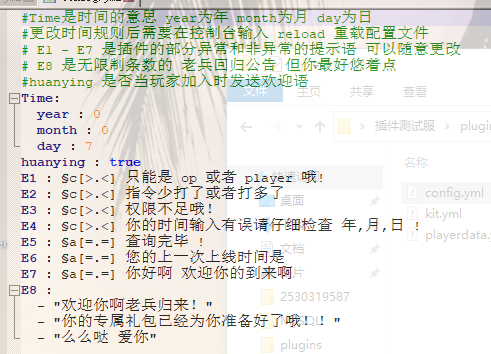 #Time是时间的意思 year为年 month为月 day为日
#更改时间规则后需要在控制台输入 reload 重载配置文件
# E1 - E7 是插件的部分异常和非异常的提示语 可以随意更改
# E8 是无限制条数的 老兵回归公告 但你最好悠着点
#huanying 是否当玩家加入时发送欢迎语
Time:
year : 0
month : 0
day : 7
huanying : true
E1 : §c[>.<] 只能是 op 或者 player 哦!
E2 : §c[>.<] 指令少打了或者打多了
E3 : §c[>.<] 权限不足哦!
E4 : §c[>.<] 你的时间输入有误请仔细检查 年,月,日 !
E5 : §a[=.=] 查询完毕 !
E6 : §a[=.=] 您的上一次上线时间是
E7 : §a[=.=] 你好啊 欢迎你的到来啊
E8 :
- "欢迎你啊老兵归来! "
- "你的专属礼包已经为你准备好了哦! ! "
- "么么哒 爱你"
文件 主页 共享 查看
插件测试服 › plugins
名称
桌面
config.yml
kit.yml
playerdata.
文档
片
2530319587
plugins